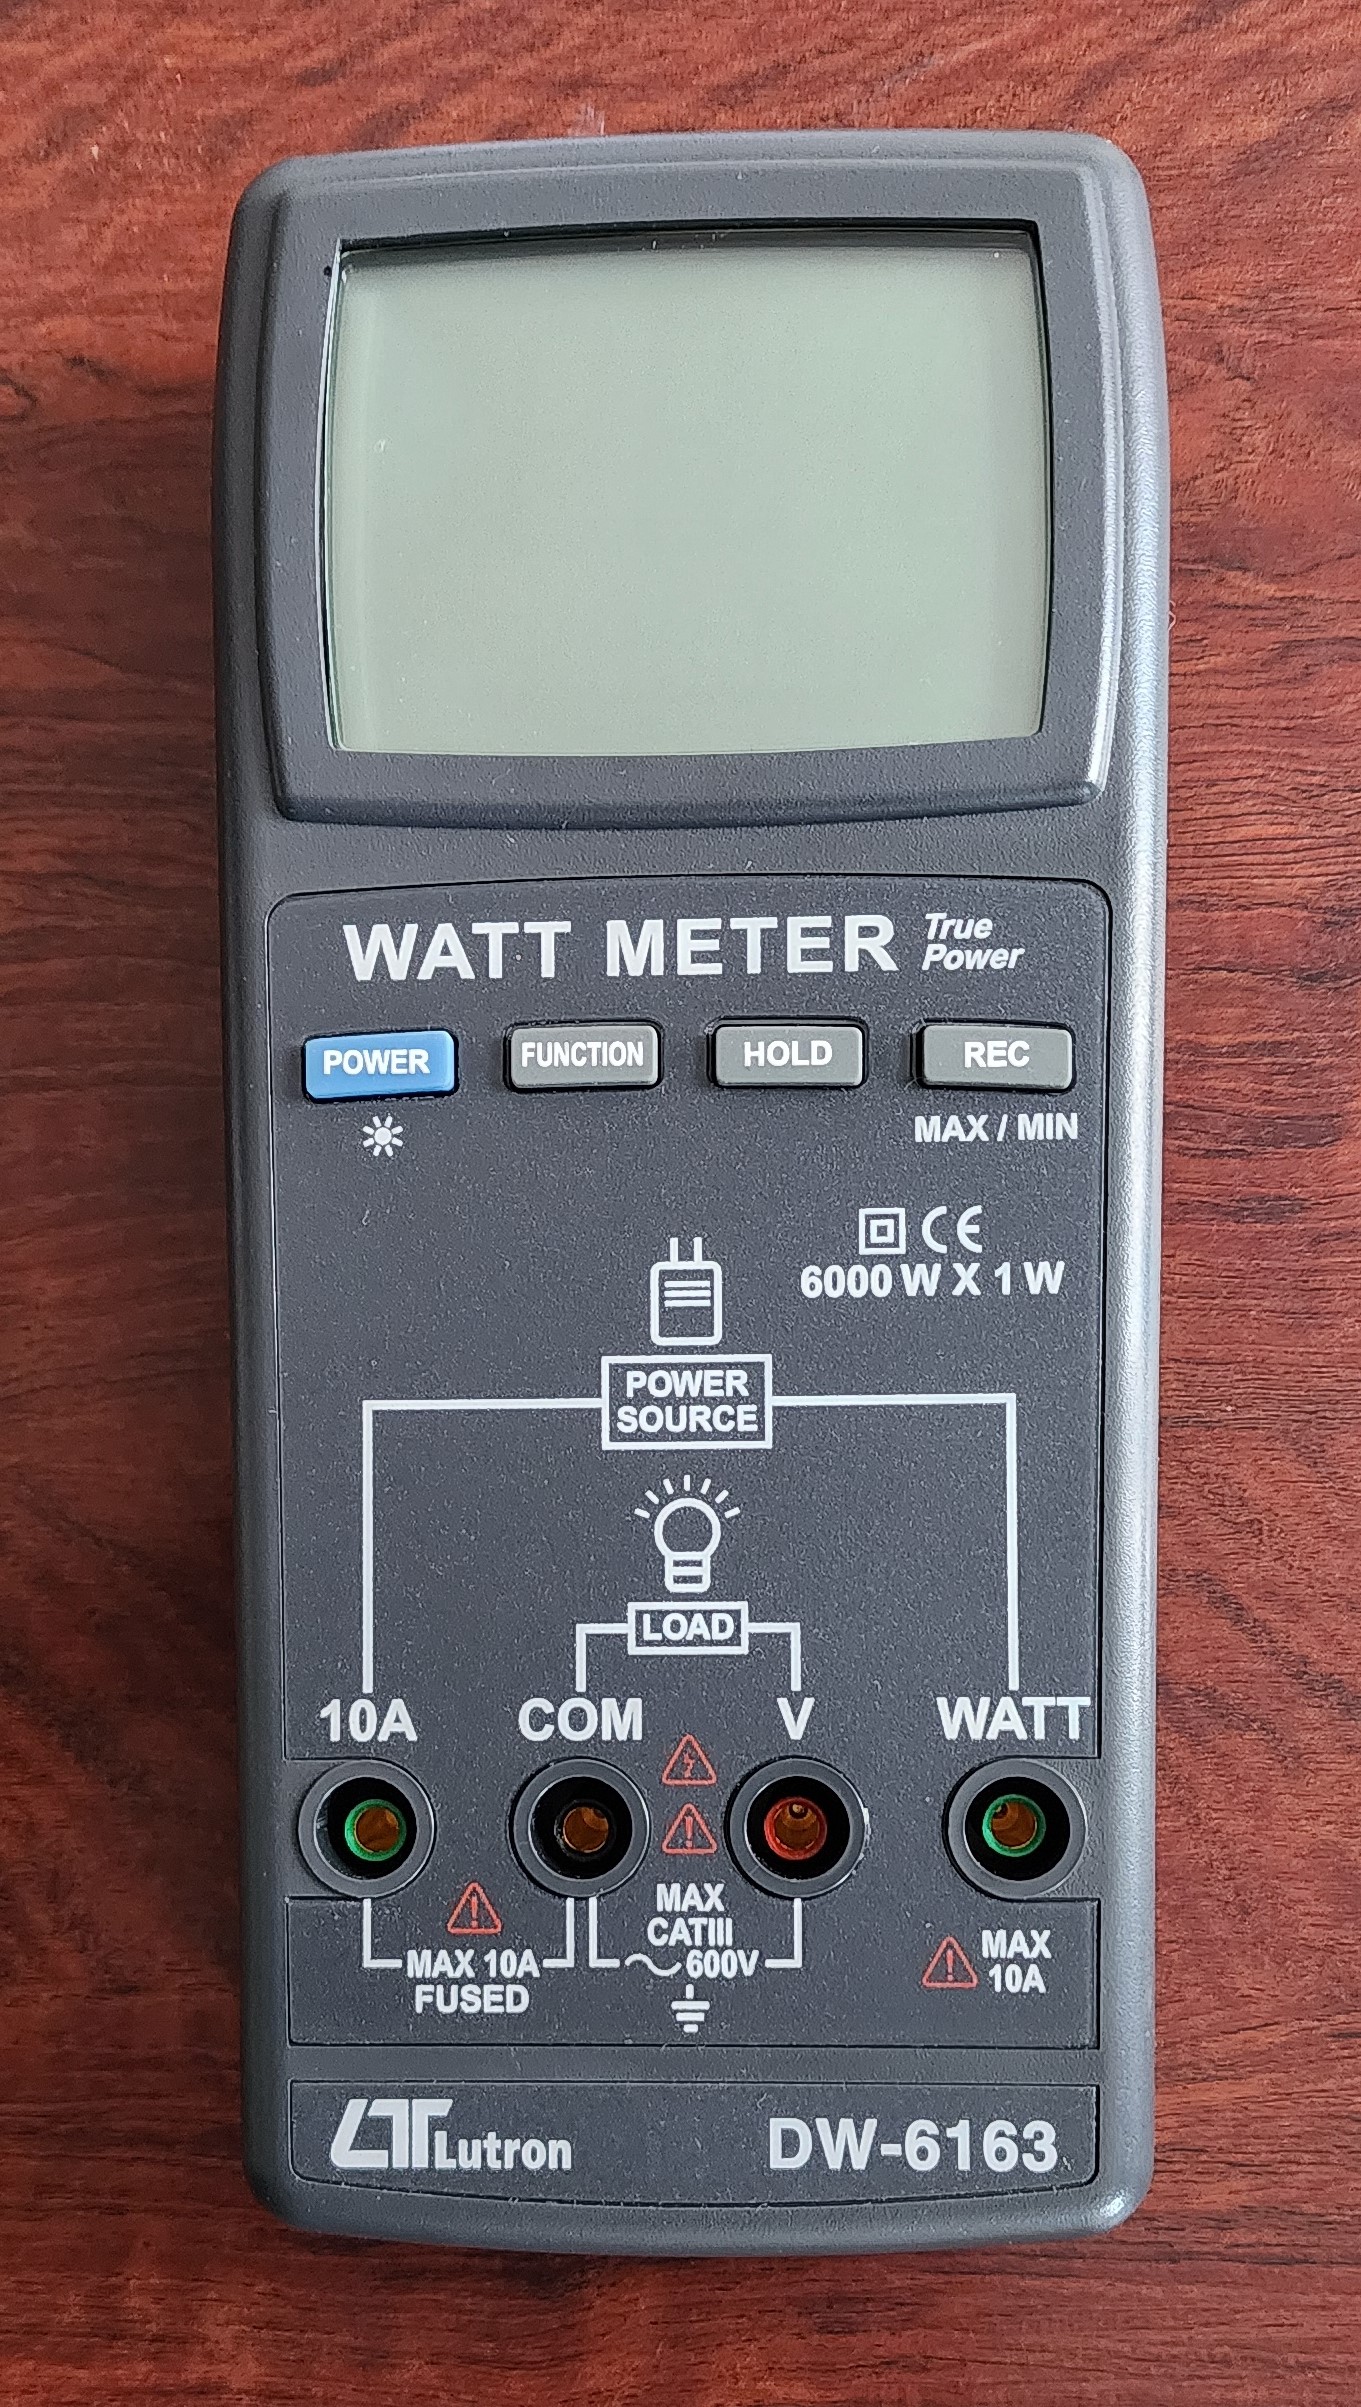 WATT METER True Power
POWER FUNCTION HOLD REC
MAX / MIN
CE
6000 W X 1 W
POWER
SOURCE
LOAD
10A COM V WATT
MAX 10A
FUSED
MAX
CATIII
~600V
MAX
10A
LT Lutron DW-6163